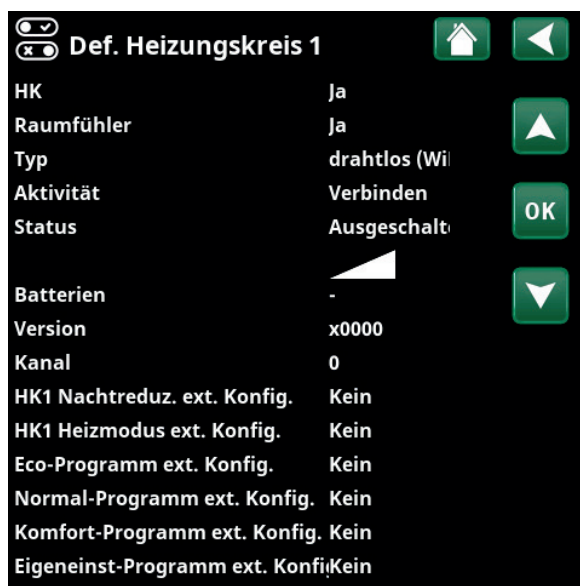 Def. Heizungskreis 1
HK Ja
Raumfühler Ja
Typ drahtlos (Wi
Aktivität Verbinden
OK
Status Ausgeschalt
Batterien -
Version x0000
Kanal 0
HK1 Nachtreduz. ext. Konfig. Kein
HK1 Heizmodus ext. Konfig. Kein
Eco-Programm ext. Konfig. Kein
Normal-Programm ext. Konfig. Kein
Komfort-Programm ext. Konfig. Kein
Eigeneinst-Programm ext. Konfi Kein